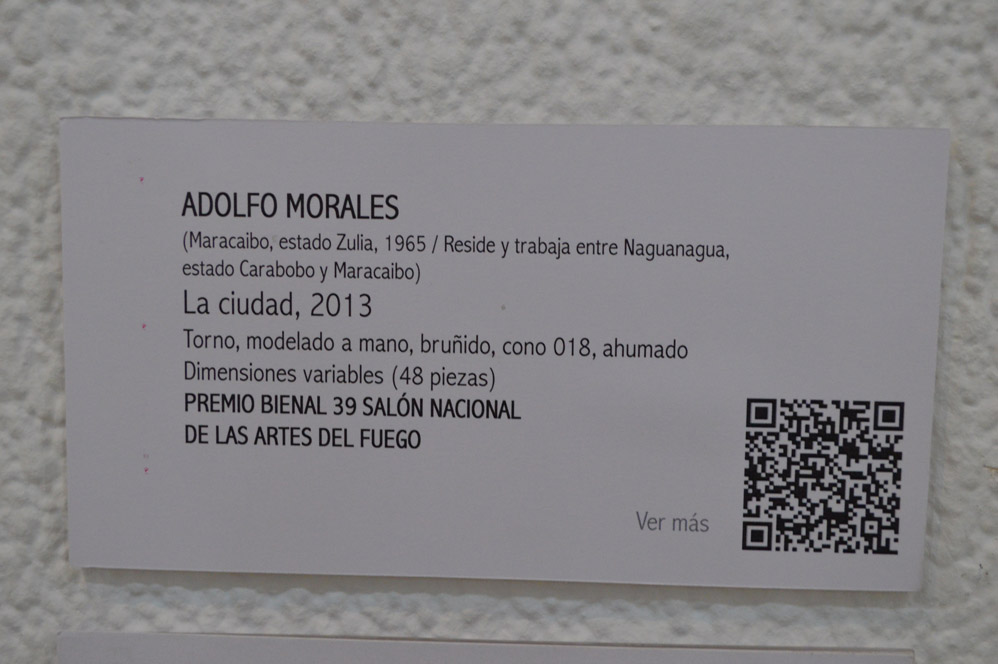 ADOLFO MORALES
(Maracaibo, estado Zulia, 1965 / Reside y trabaja entre Naguanagua,
estado Carabobo y Maracaibo)
La ciudad, 2013
Torno, modelado a mano, bruñido, cono 018, ahumado
Dimensiones variables (48 piezas)
PREMIO BIENAL 39 SALÓN NACIONAL
DE LAS ARTES DEL FUEGO
Ver más